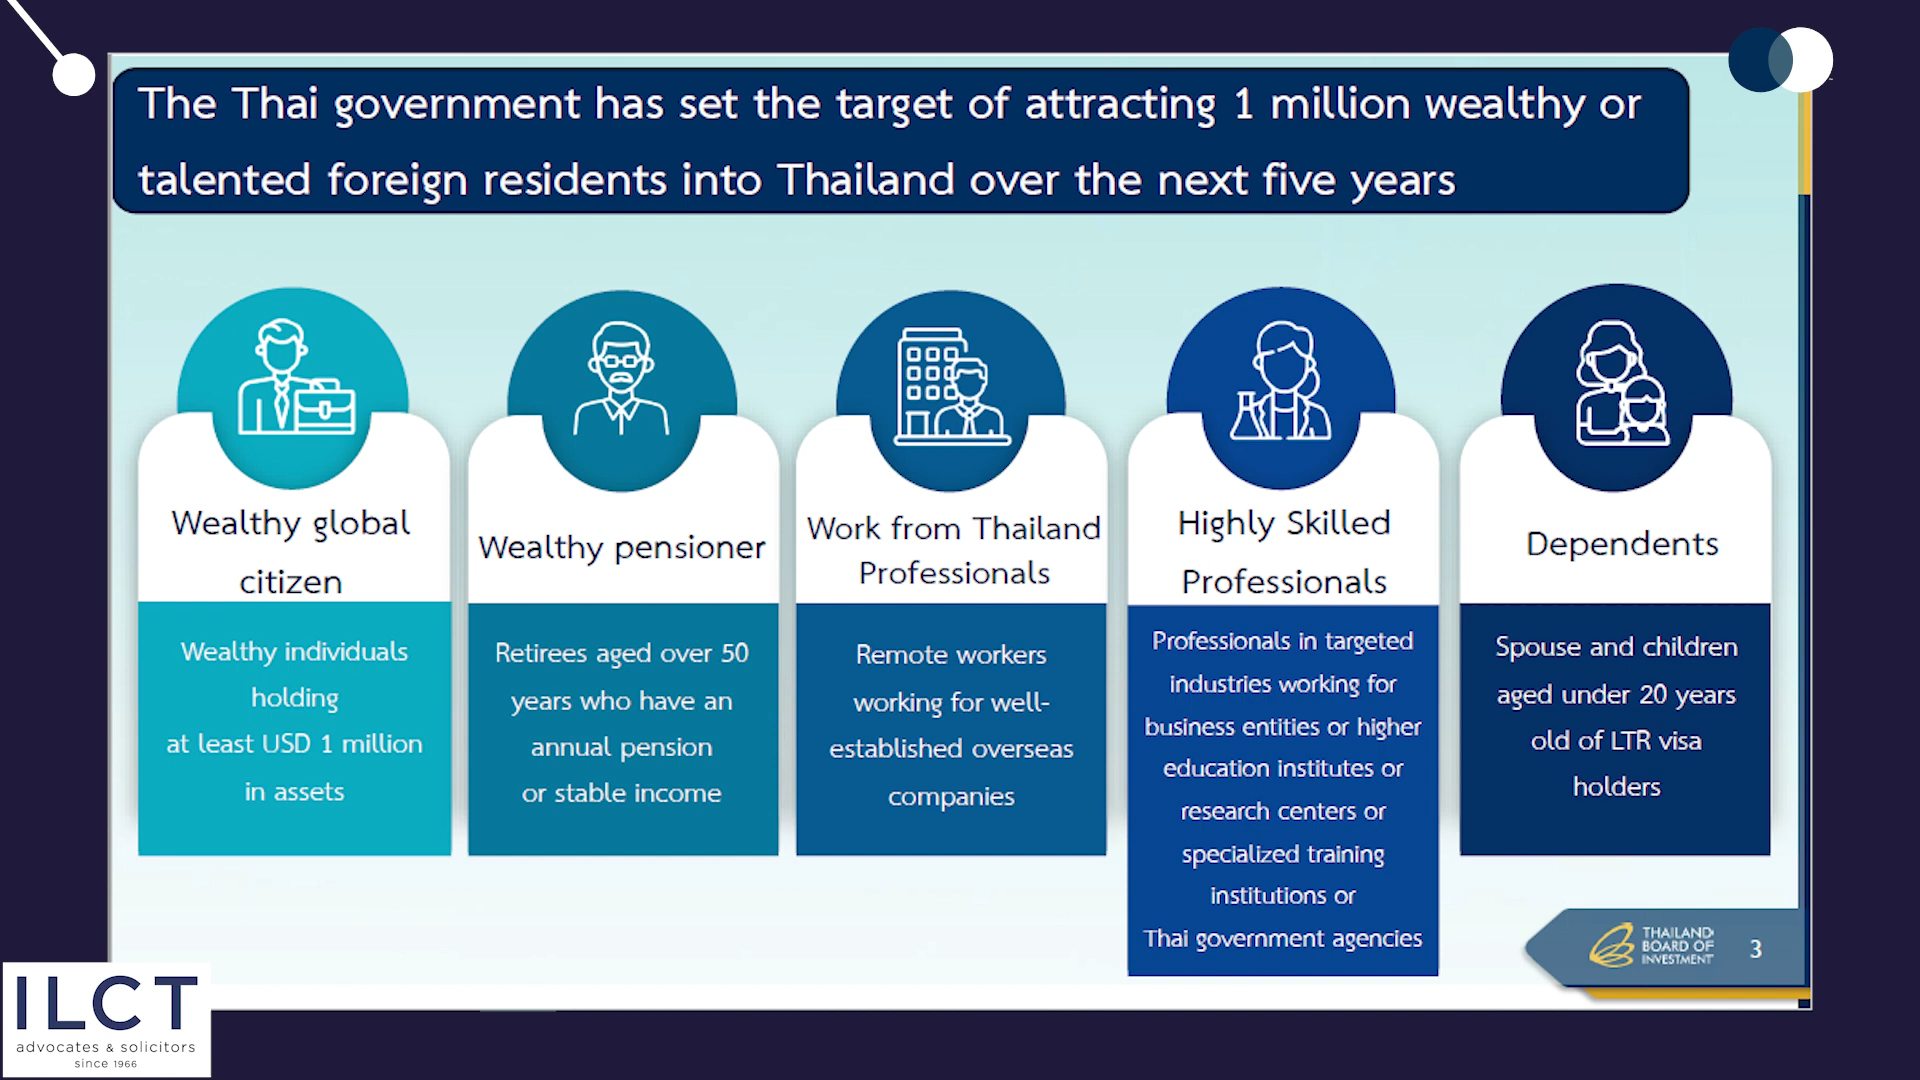 The Thai government has set the target of attracting 1 million wealthy or
talented foreign residents into Thailand over the next five years
Wealthy global
citizen
Wealthy individuals
holding
at least USD 1 million
in assets
Wealthy pensioner
Retirees aged over 50
years who have an
annual pension
or stable income
Work from Thailand
Professionals
Remote workers
working for well-
established overseas
companies
Highly Skilled
Professionals
Professionals in targeted
industries working for
business entities or higher
education institutes or
research centers or
specialized training
institutions or
Thai government agencies
Dependents
Spouse and children
aged under 20 years
old of LTR visa
holders
THAILAND
BOARD OF
INVESTMENT
3
ILCT
advocates & solicitors
since 1966